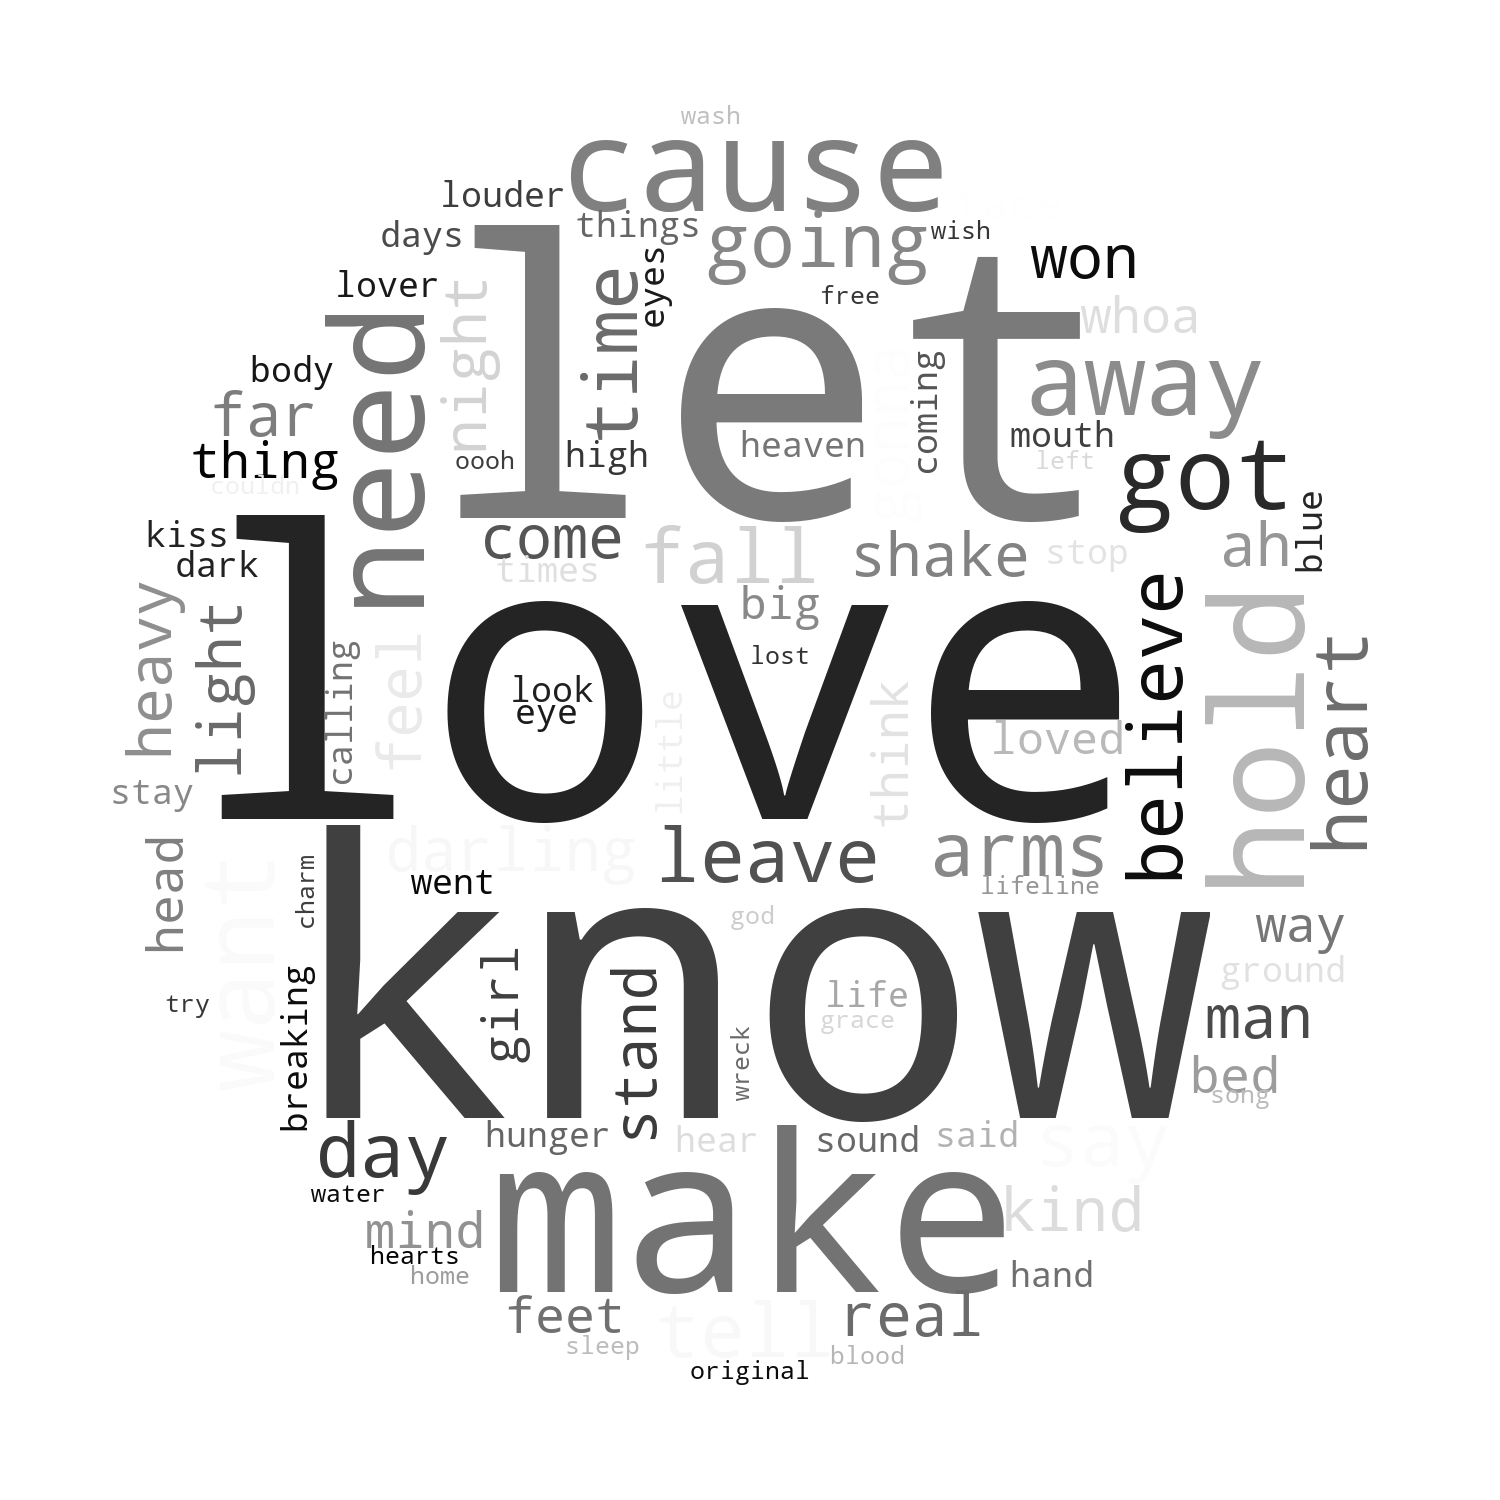 wash
cause
louder
things
days
going
wish
won
let
lover
night
time
eyes
free
whoa
need
body
far
away
coming
gonna
mouth
thing
oooh
high
heaven
left
got
couldn
kiss
dark
come
times
fall
shake
stop
ah
blue
big
love
heavy
light
calling
feel
look
eye
lost
little
think
loved
believe
hold
heart
stay
head
want
charm
darling
leave
arms
went
lifeline
know
god
way
ground
try
breaking
girl
stand
wreck
life
grace
man
bed
song
day
hunger
hear
sound
said
say
water
make
kind
mind
hearts
home
hand
feet
tell
real
sleep
blood
original